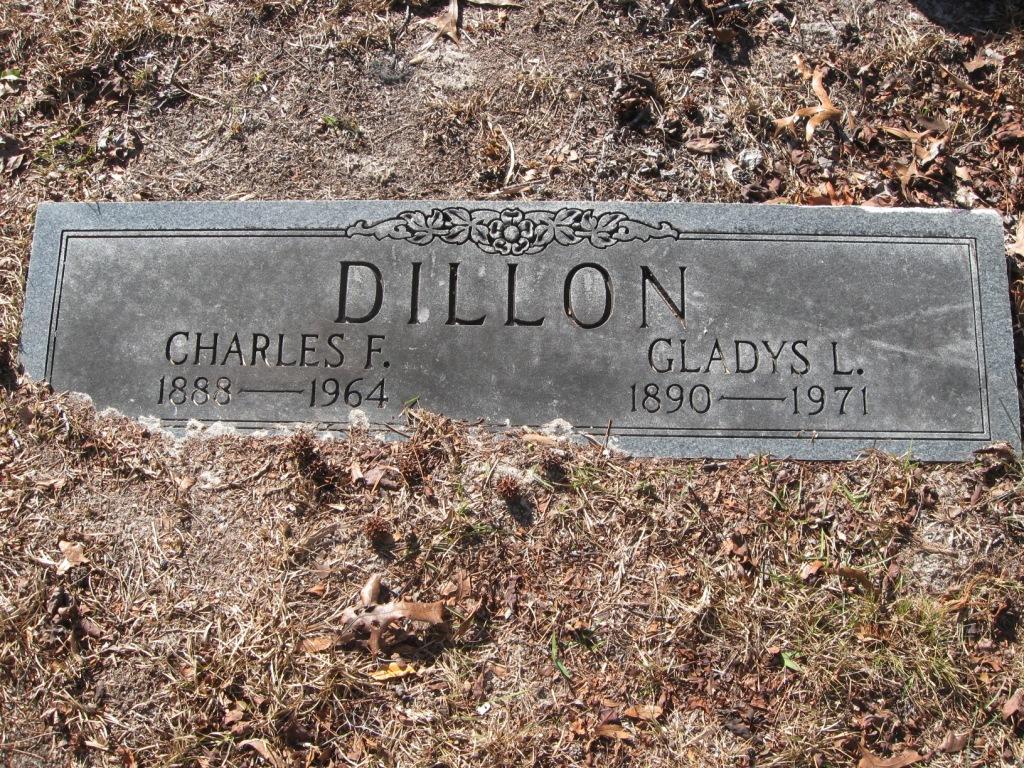 DILLON
CHARLES F. GLADYS L.
1888 — 1964 1890 — 1971